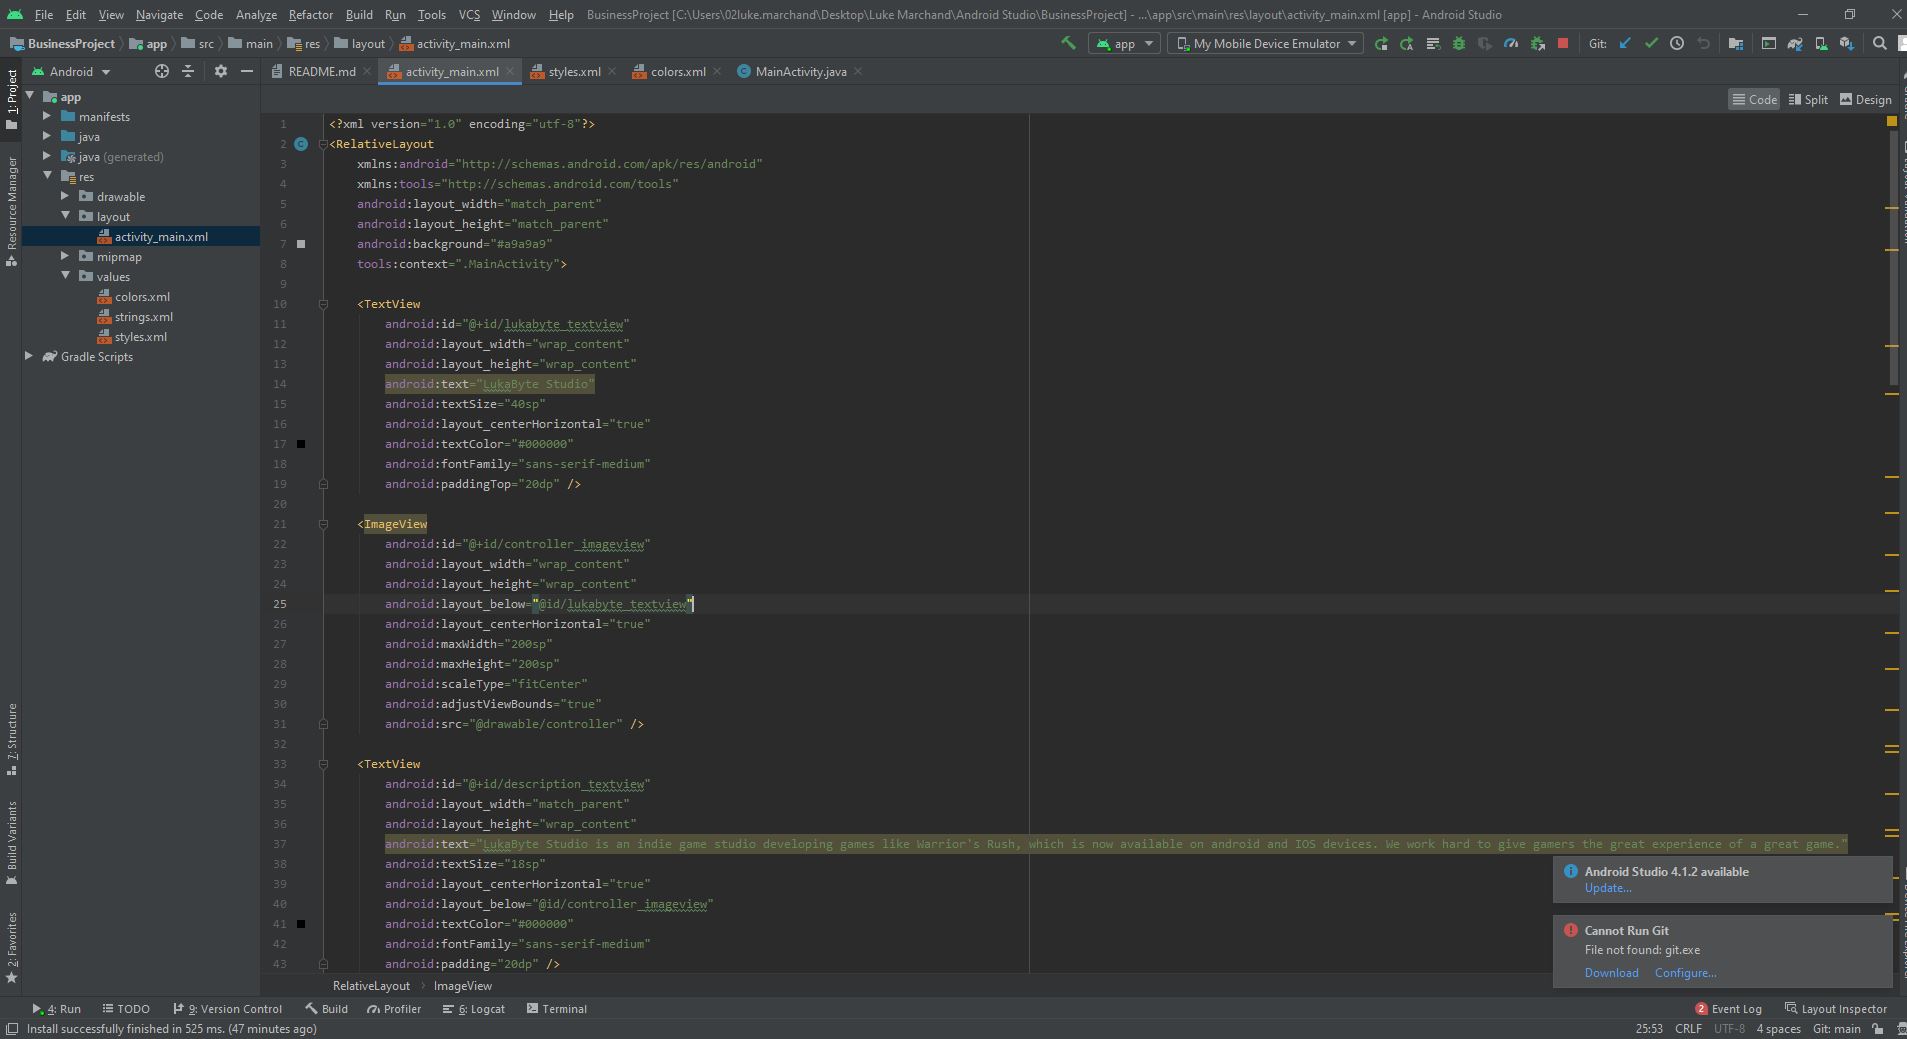 File Edit View Navigate Code Analyze Refactor Build Run Tools VCS Window Help BusinessProject [C:\Users\02luke.marchand\Desktop\Luke Marchand\Android Studio\BusinessProject] - ...\app\src\main\res\layout\activity_main.xml [app] - Android Studio
BusinessProject app src main res layout activity_main.xml app My Mobile Device Emulator Git:
Android README.md activity_main.xml styles.xml colors.xml MainActivity.java
Code Split Design
1: Project
Resource Manager
7: Structure
Build Variants
2: Favorites
app
manifests
java
java (generated)
res
drawable
layout
activity_main.xml
mipmap
values
colors.xml
strings.xml
styles.xml
Gradle Scripts
1 <?xml version="1.0" encoding="utf-8"?>
2 <RelativeLayout
3 xmlns:android="http://schemas.android.com/apk/res/android"
4 xmlns:tools="http://schemas.android.com/tools"
5 android:layout_width="match_parent"
6 android:layout_height="match_parent"
7 android:background="#a9a9a9"
8 tools:context=".MainActivity">
9
10 <TextView
11 android:id="@+id/lukabyte_textview"
12 android:layout_width="wrap_content"
13 android:layout_height="wrap_content"
14 android:text="LukaByte Studio"
15 android:textSize="40sp"
16 android:layout_centerHorizontal="true"
17 android:textColor="#000000"
18 android:fontFamily="sans-serif-medium"
19 android:paddingTop="20dp" />
20
21 <ImageView
22 android:id="@+id/controller_imageview"
23 android:layout_width="wrap_content"
24 android:layout_height="wrap_content"
25 android:layout_below="@id/lukabyte_textview"
26 android:layout_centerHorizontal="true"
27 android:maxWidth="200sp"
28 android:maxHeight="200sp"
29 android:scaleType="fitCenter"
30 android:adjustViewBounds="true"
31 android:src="@drawable/controller" />
32
33 <TextView
34 android:id="@+id/description_textview"
35 android:layout_width="match_parent"
36 android:layout_height="wrap_content"
37 android:text="LukaByte Studio is an indie game studio developing games like Warrior's Rush, which is now available on android and IOS devices. We work hard to give gamers the great experience of a great game."
38 android:textSize="18sp"
39 android:layout_centerHorizontal="true"
40 android:layout_below="@id/controller_imageview"
41 android:textColor="#000000"
42 android:fontFamily="sans-serif-medium"
43 android:padding="20dp" />
Android Studio 4.1.2 available
Update...
Cannot Run Git
File not found: git.exe
Download Configure...
RelativeLayout ImageView
4: Run TODO 9: Version Control Build Profiler 6: Logcat Terminal 2 Event Log Layout Inspector
Install successfully finished in 525 ms. (47 minutes ago) 25:53 CRLF UTF-8 4 spaces Git: main